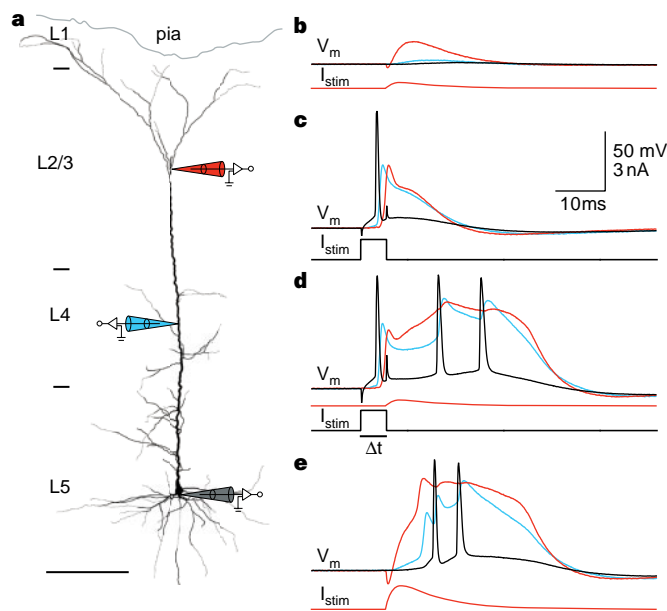 a
L1
pia
L2/3
L4
L5
b
Vm
Istim
c
50 mV
3 nA
10ms
Vm
Istim
d
Vm
Istim
Δt
e
Vm
Istim